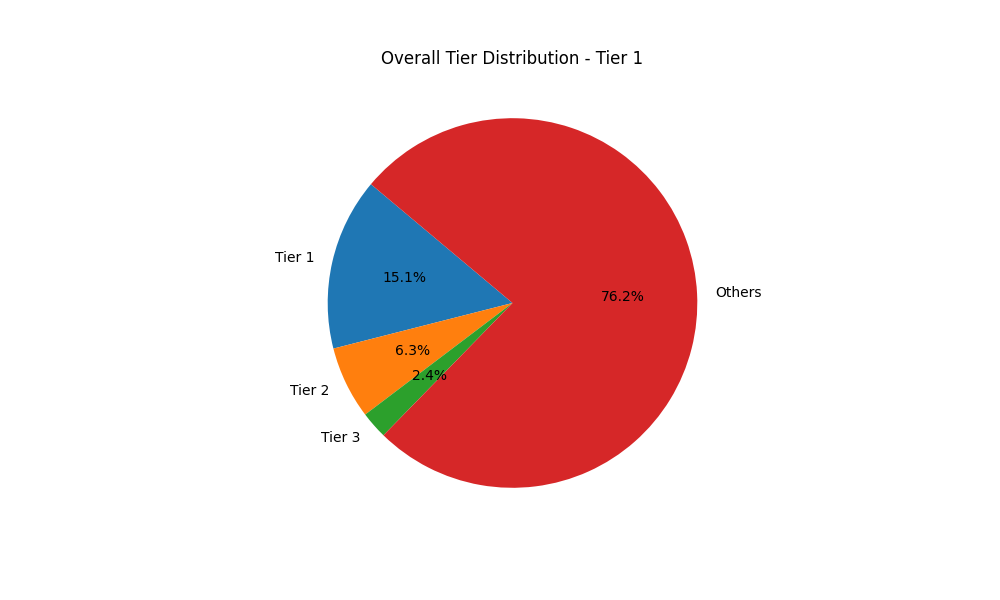 Overall Tier Distribution - Tier 1
Tier 1
15.1%
76.2%
Others
6.3%
2.4%
Tier 2
Tier 3